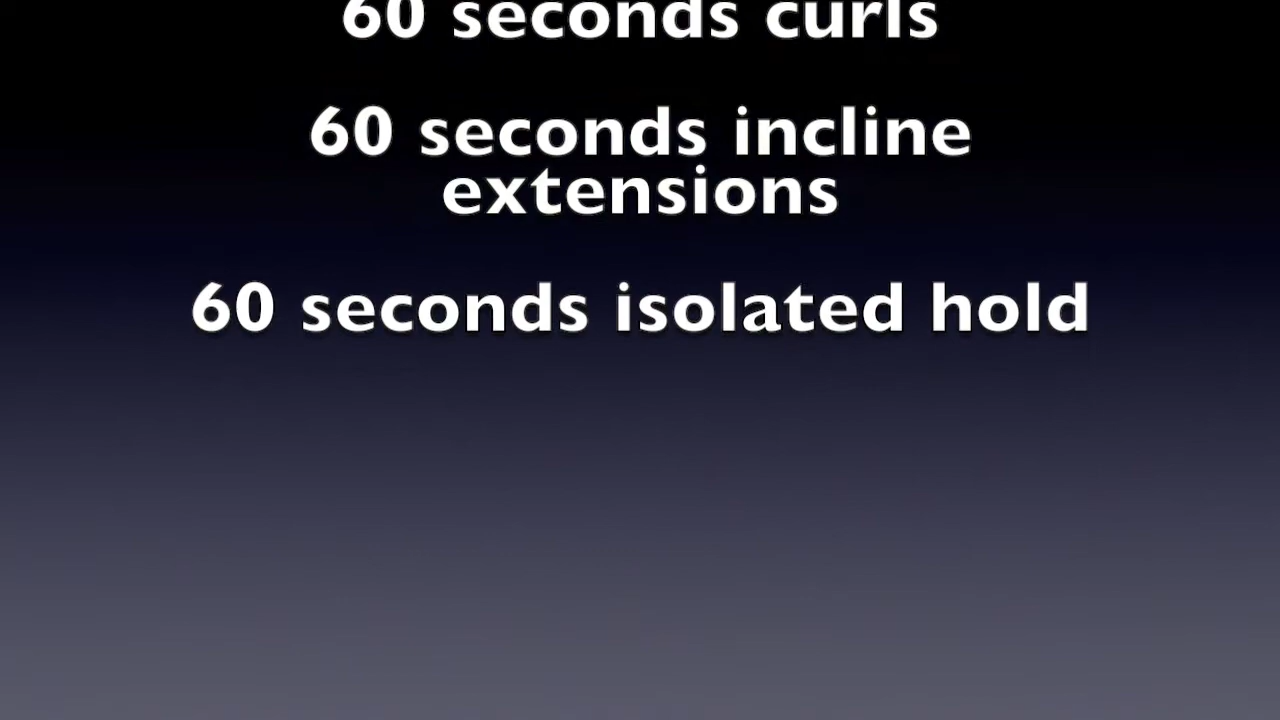 60 seconds curls
60 seconds incline
extensions
60 seconds isolated hold